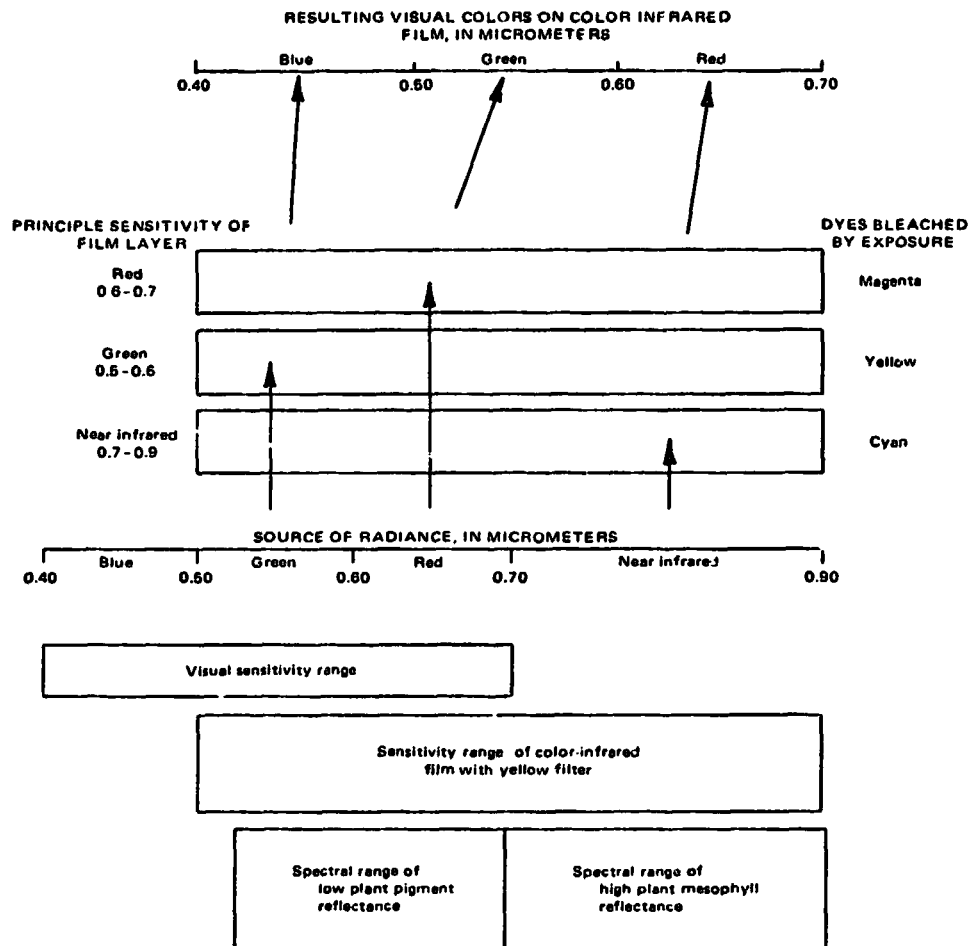 RESULTING VISUAL COLORS ON COLOR INFRARED
FILM, IN MICROMETERS
Blue Green Red
0.40 0.50 0.60 0.70
PRINCIPLE SENSITIVITY OF
FILM LAYER
DYES BLEACHED
BY EXPOSURE
Red
0 6-0.7
Magenta
Green
0.5-0.6
Yellow
Near infrared
0.7-0.9
Cyan
SOURCE OF RADIANCE, IN MICROMETERS
Blue Green Red Near infrared
0.40 0.50 0.60 0.70 0.90
Visual sensitivity range
Sensitivity range of color-infrared
film with yellow filter
Spectral range of
low plant pigment
reflectance
Spectral range of
high plant mesophyll
reflectance